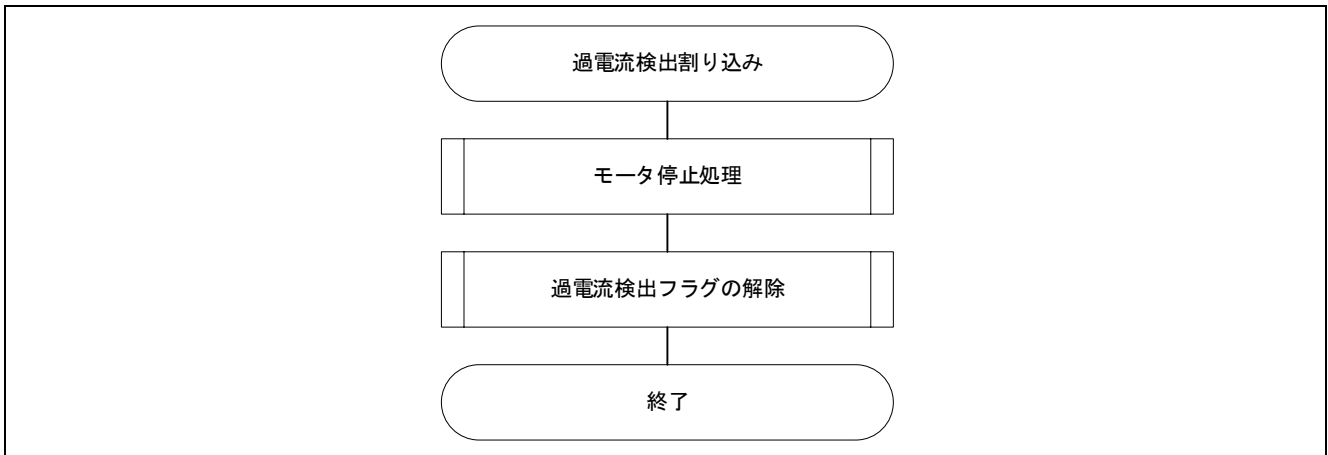 過電流検出割り込み
モータ停止処理
過電流検出フラグの解除
終了